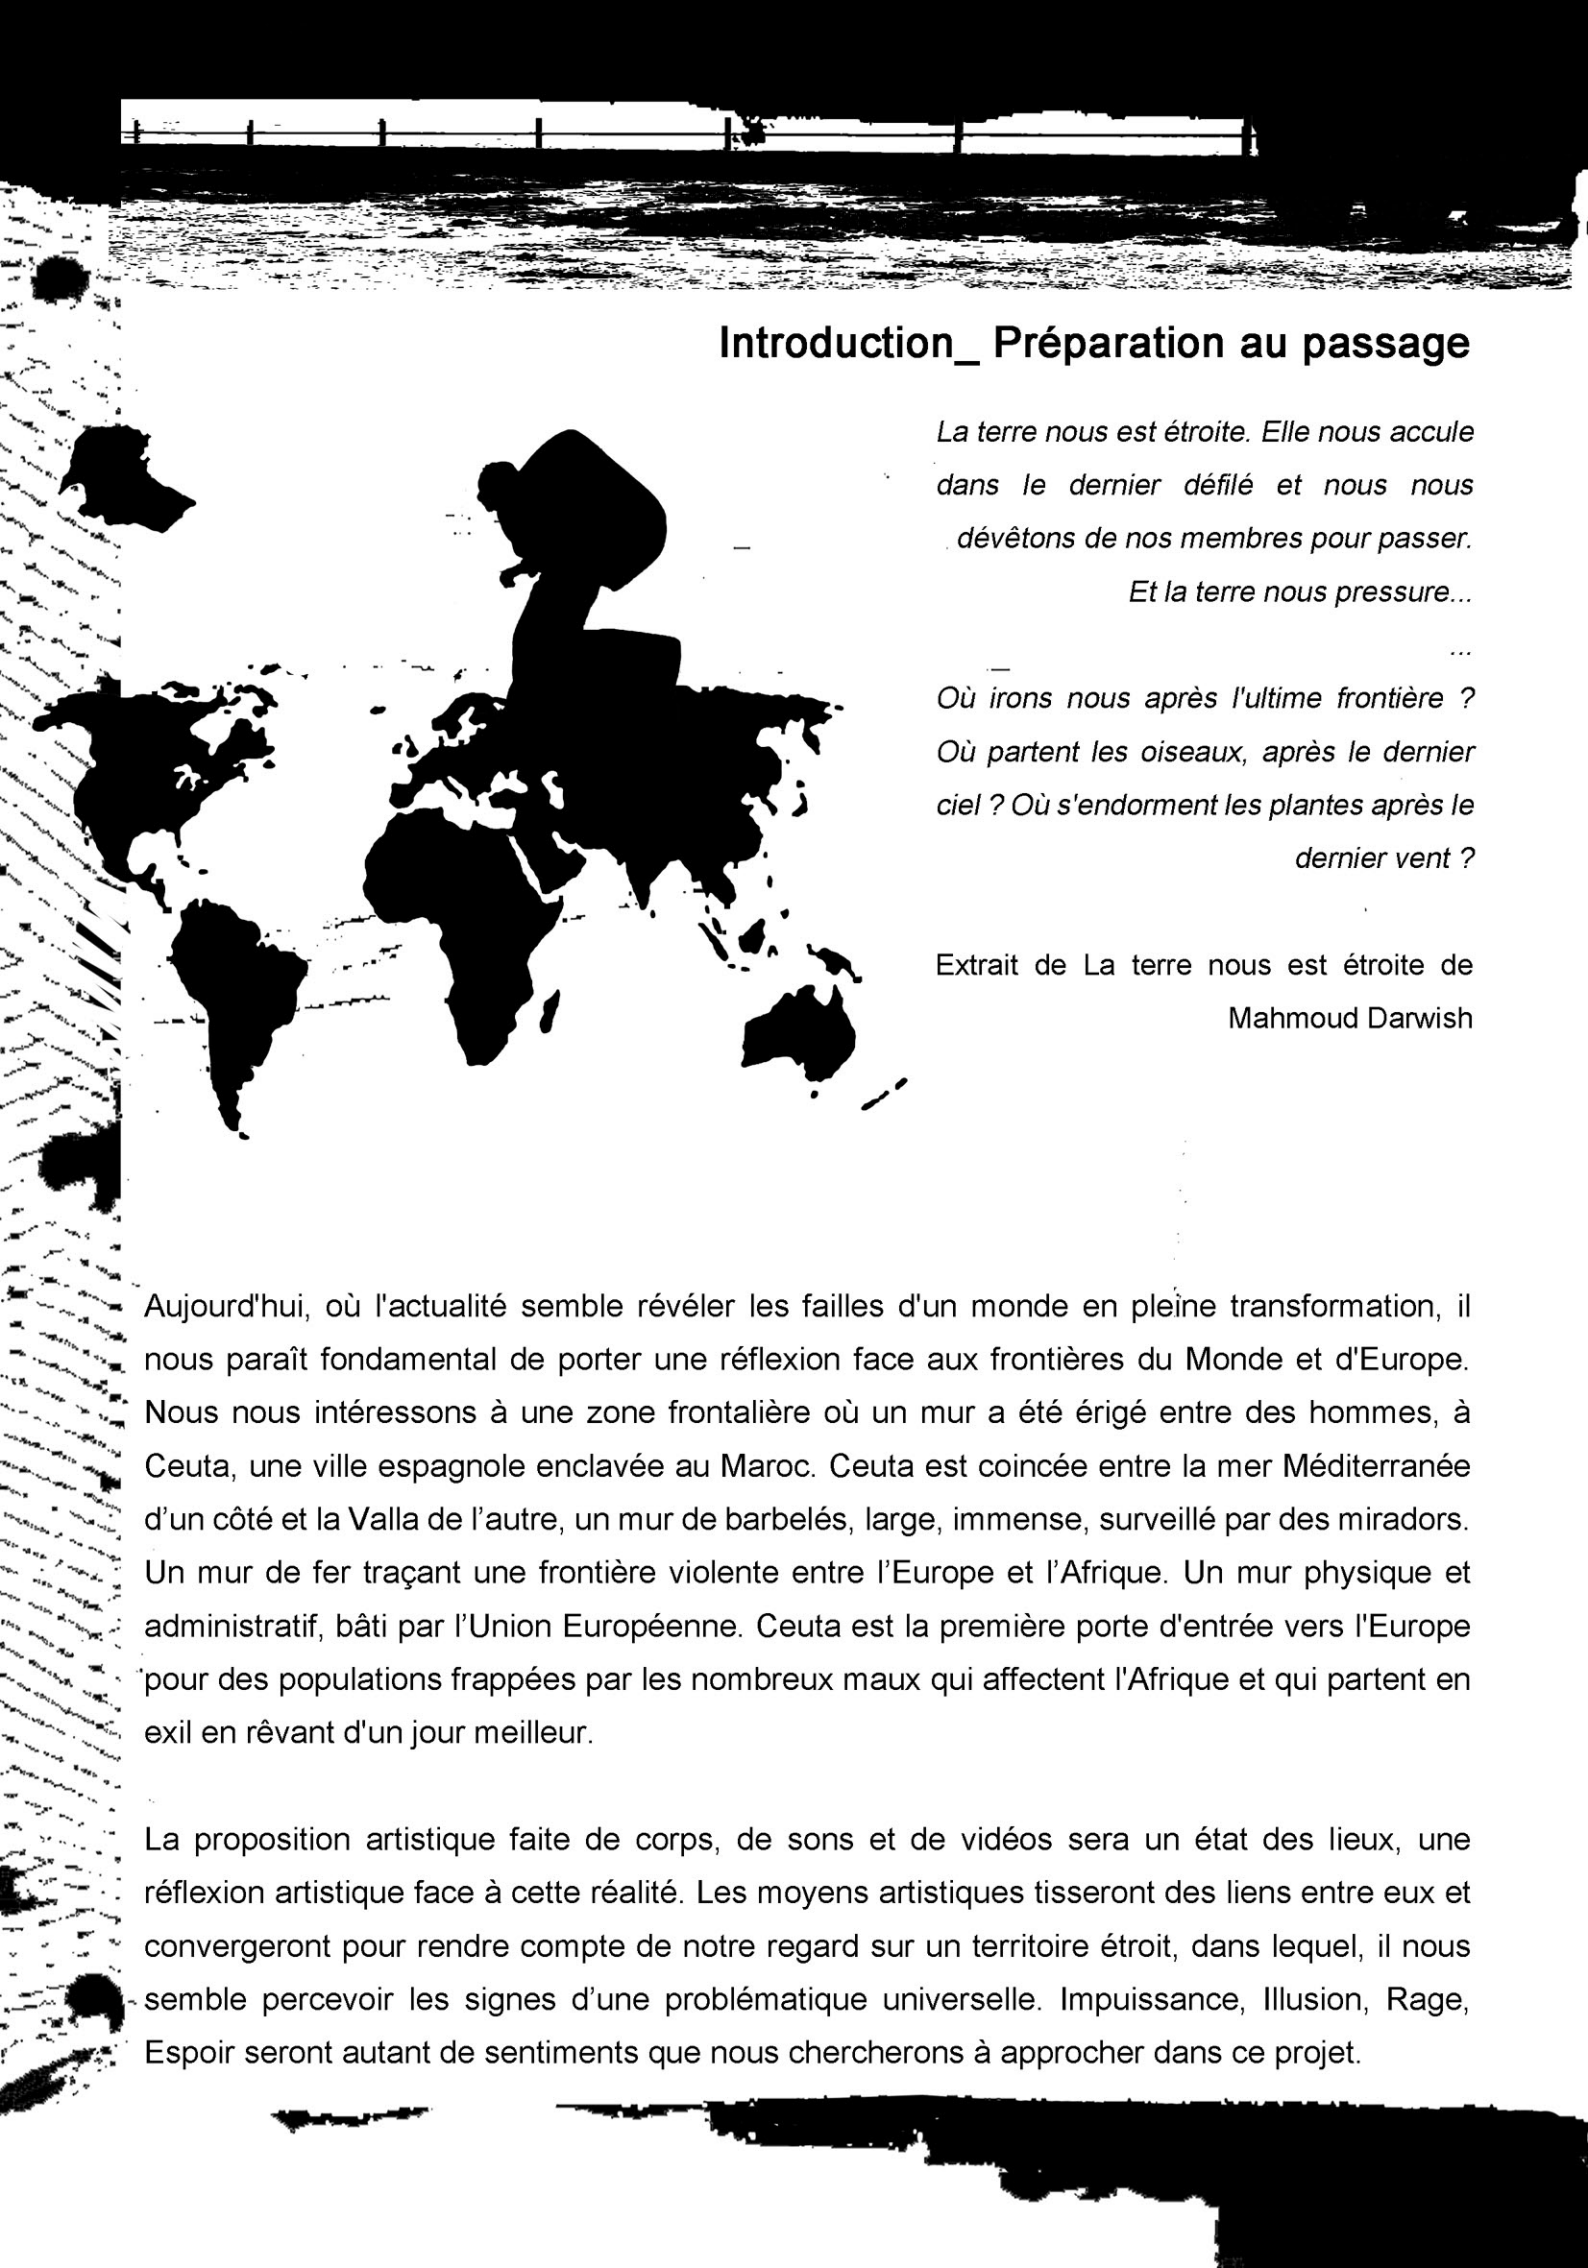 Introduction_ Préparation au passage
La terre nous est étroite. Elle nous accule
dans le dernier défilé et nous nous
dévêtons de nos membres pour passer.
Et la terre nous pressure...
...
Où irons nous après l'ultime frontière ?
Où partent les oiseaux, après le dernier
ciel ? Où s'endorment les plantes après le
dernier vent ?
Extrait de La terre nous est étroite de
Mahmoud Darwish
Aujourd'hui, où l'actualité semble révéler les failles d'un monde en pleine transformation, il
nous paraît fondamental de porter une réflexion face aux frontières du Monde et d'Europe.
Nous nous intéressons à une zone frontalière où un mur a été érigé entre des hommes, à
Ceuta, une ville espagnole enclavée au Maroc. Ceuta est coincée entre la mer Méditerranée
d’un côté et la Valla de l’autre, un mur de barbelés, large, immense, surveillé par des miradors.
Un mur de fer traçant une frontière violente entre l’Europe et l’Afrique. Un mur physique et
administratif, bâti par l’Union Européenne. Ceuta est la première porte d'entrée vers l'Europe
pour des populations frappées par les nombreux maux qui affectent l'Afrique et qui partent en
exil en rêvant d'un jour meilleur.
La proposition artistique faite de corps, de sons et de vidéos sera un état des lieux, une
réflexion artistique face à cette réalité. Les moyens artistiques tisseront des liens entre eux et
convergeront pour rendre compte de notre regard sur un territoire étroit, dans lequel, il nous
semble percevoir les signes d’une problématique universelle. Impuissance, Illusion, Rage,
Espoir seront autant de sentiments que nous chercherons à approcher dans ce projet.